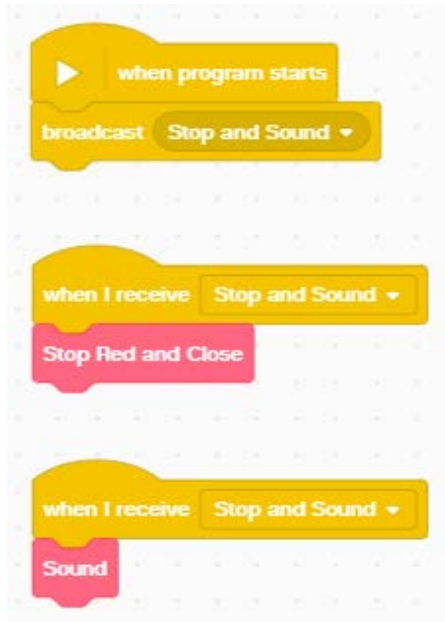 when program starts
broadcast Stop and Sound
when I receive Stop and Sound
Stop Red and Close
when I receive Stop and Sound
Sound